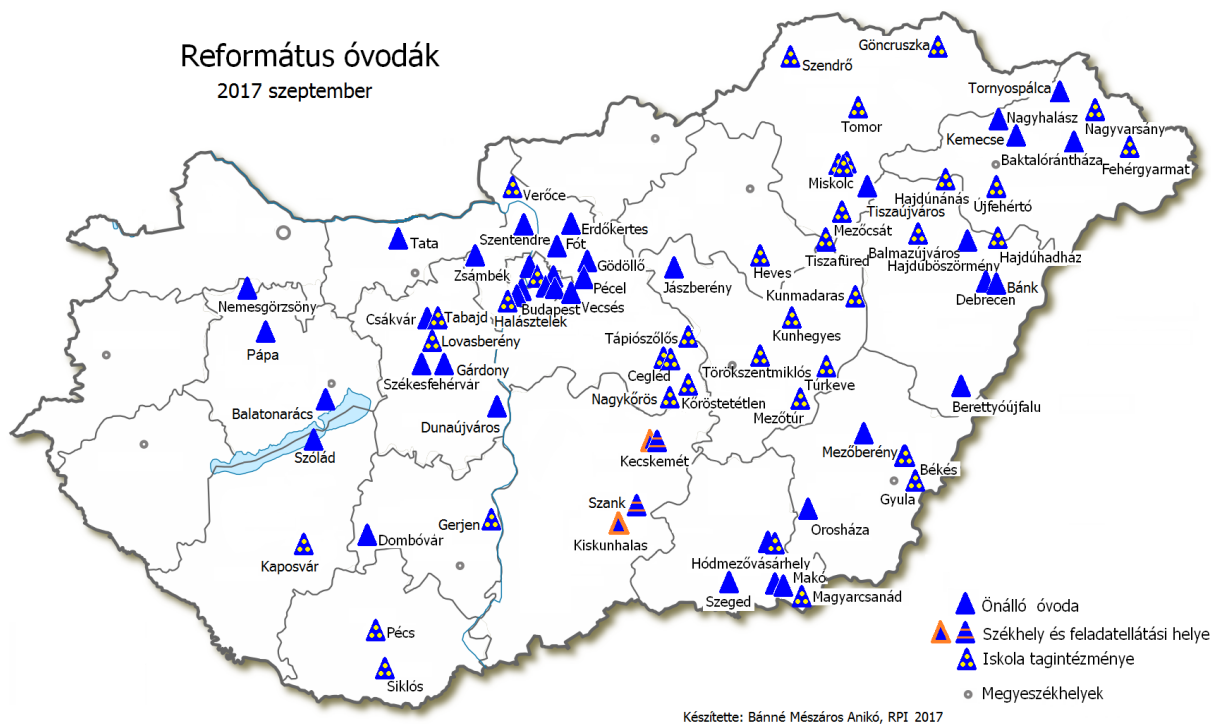 Református óvodák
2017 szeptember
Göncruszka
Szendrő
Tornyospálca
Tomor
Nagyhalász
Nagyvarsány
Kemecse
Baktalórántháza
Fehérgyarmat
Miskolc
Hajdúnánás
Verőce
Tiszaújváros
Újfehértó
Mezőcsát
Erdőkertes
Szentendre
Tata
Fót
Tiszafüred
Balmazújváros
Hajdúhadház
Zsámbék
Gödöllő
Heves
Hajdúböszörmény
Jászberény
Pécel
Nemesgörzsöny
Kunmadaras
Debrecen
Bánk
Budapest
Vecsés
Halásztelek
Csákvár
Tabajd
Kunhegyes
Tápiószőlős
Lovasberény
Pápa
Gárdony
Székesfehérvár
Cegléd
Törökszentmiklós
Túrkeve
Nagykőrös
Kőröstetétlen
Balatonarács
Berettyóújfalu
Mezőtúr
Dunaújváros
Szólád
Mezőberény
Kecskemét
Békés
Gyula
Szank
Gerjen
Orosháza
Kiskunhalas
Dombóvár
Kaposvár
Hódmezővásárhely
Makó
Szeged
Magyarcsanád
Pécs
Siklós
Önálló óvoda
Székhely és feladatellátási helye
Iskola tagintézménye
Megyeszékhelyek
Készítette: Bánné Mészáros Anikó, RPI 2017